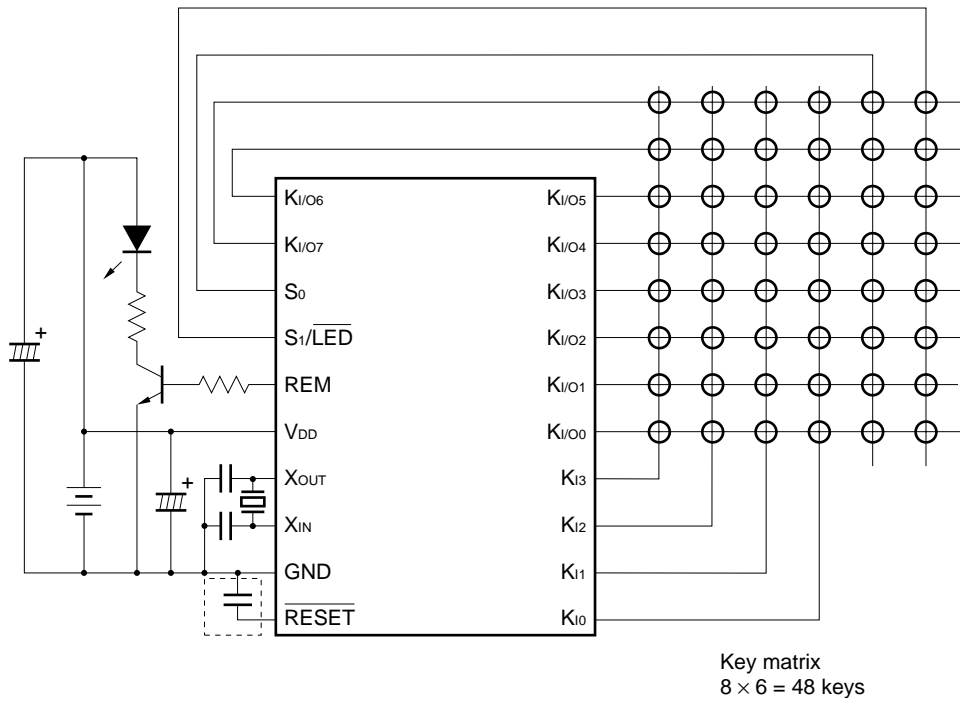 +
+
KI/O6
KI/O7
S0
S1/LED
REM
VDD
XOUT
XIN
GND
RESET
KI/O5
KI/O4
KI/O3
KI/O2
KI/O1
KI/O0
KI3
KI2
KI1
KI0
Key matrix
8 × 6 = 48 keys